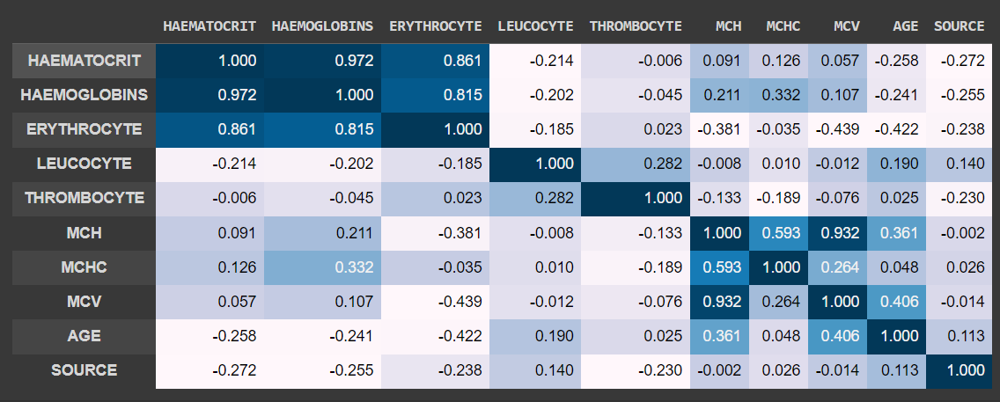 HAEMATOCRIT HAEMOGLOBINS ERYTHROCYTE LEUCOCYTE THROMBOCYTE MCH MCHC MCV AGE SOURCE
HAEMATOCRIT 1.000 0.972 0.861 -0.214 -0.006 0.091 0.126 0.057 -0.258 -0.272
HAEMOGLOBINS 0.972 1.000 0.815 -0.202 -0.045 0.211 0.332 0.107 -0.241 -0.255
ERYTHROCYTE 0.861 0.815 1.000 -0.185 0.023 -0.381 -0.035 -0.439 -0.422 -0.238
LEUCOCYTE -0.214 -0.202 -0.185 1.000 0.282 -0.008 0.010 -0.012 0.190 0.140
THROMBOCYTE -0.006 -0.045 0.023 0.282 1.000 -0.133 -0.189 -0.076 0.025 -0.230
MCH 0.091 0.211 -0.381 -0.008 -0.133 1.000 0.593 0.932 0.361 -0.002
MCHC 0.126 0.332 -0.035 0.010 -0.189 0.593 1.000 0.264 0.048 0.026
MCV 0.057 0.107 -0.439 -0.012 -0.076 0.932 0.264 1.000 0.406 -0.014
AGE -0.258 -0.241 -0.422 0.190 0.025 0.361 0.048 0.406 1.000 0.113
SOURCE -0.272 -0.255 -0.238 0.140 -0.230 -0.002 0.026 -0.014 0.113 1.000